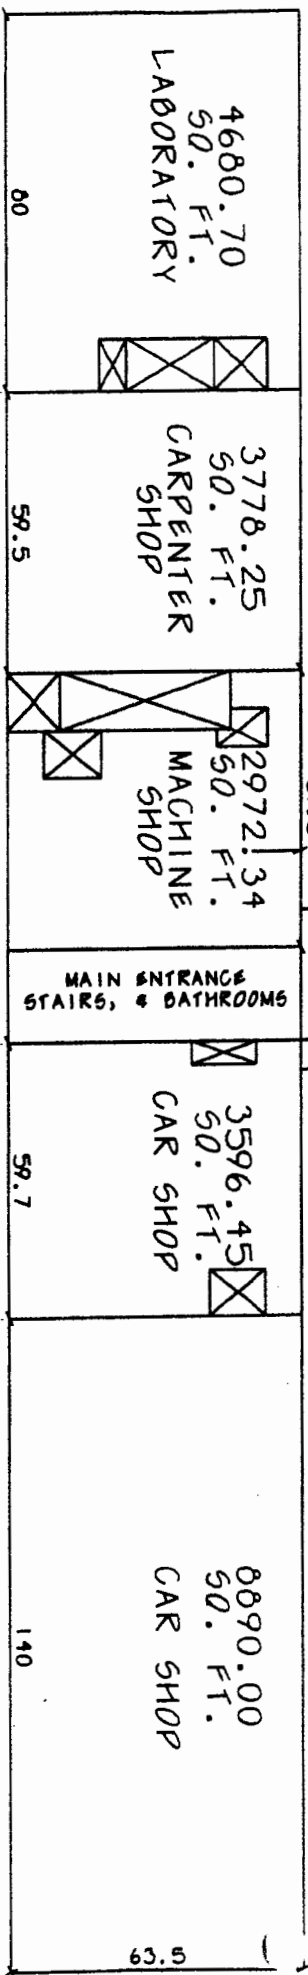 4680.70
SQ. FT.
LABORATORY
80
3778.25
SQ. FT.
CARPENTER
SHOP
59.5
2972.34
SQ. FT.
MACHINE
SHOP
MAIN ENTRANCE
STAIRS, & BATHROOMS
3596.45
SQ. FT.
CAR SHOP
59.7
8890.00
SQ. FT.
CAR SHOP
140
63.5